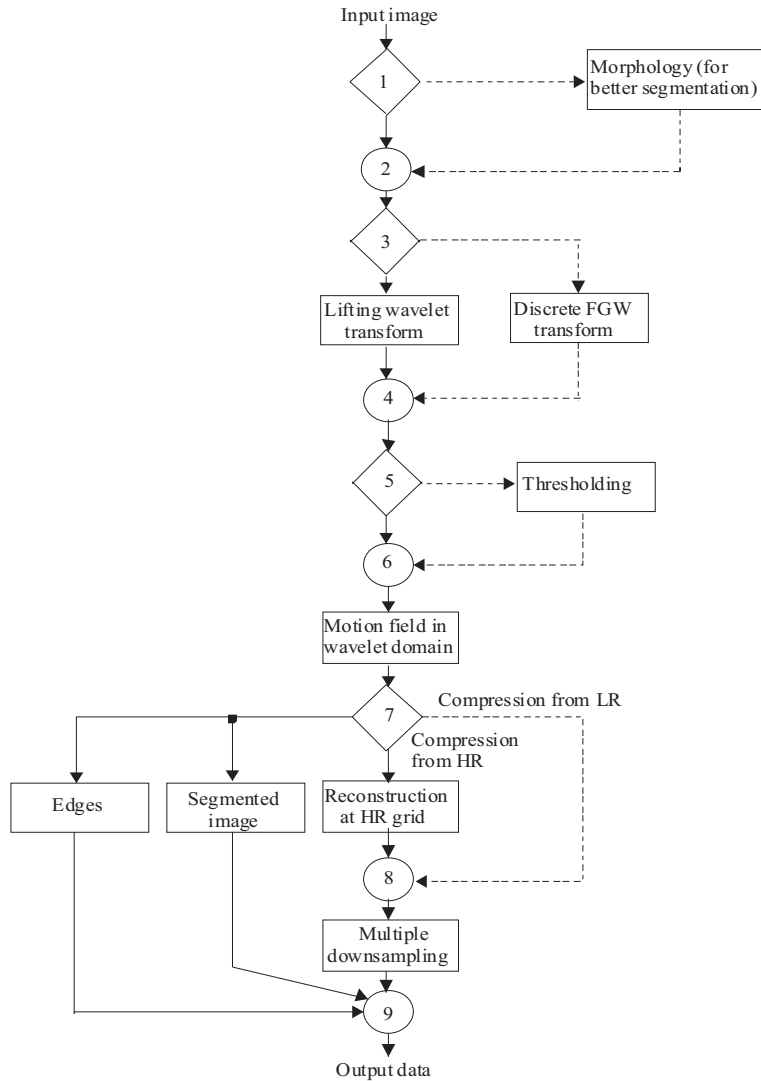 Input image
1
Morphology (for
better segmentation)
2
3
Lifting wavelet
transform
Discrete FGW
transform
4
5
Thresholding
6
Motion field in
wavelet domain
7
Compression from LR
Compression
from HR
Edges
Segmented
image
Reconstruction
at HR grid
8
Multiple
downsampling
9
Output data